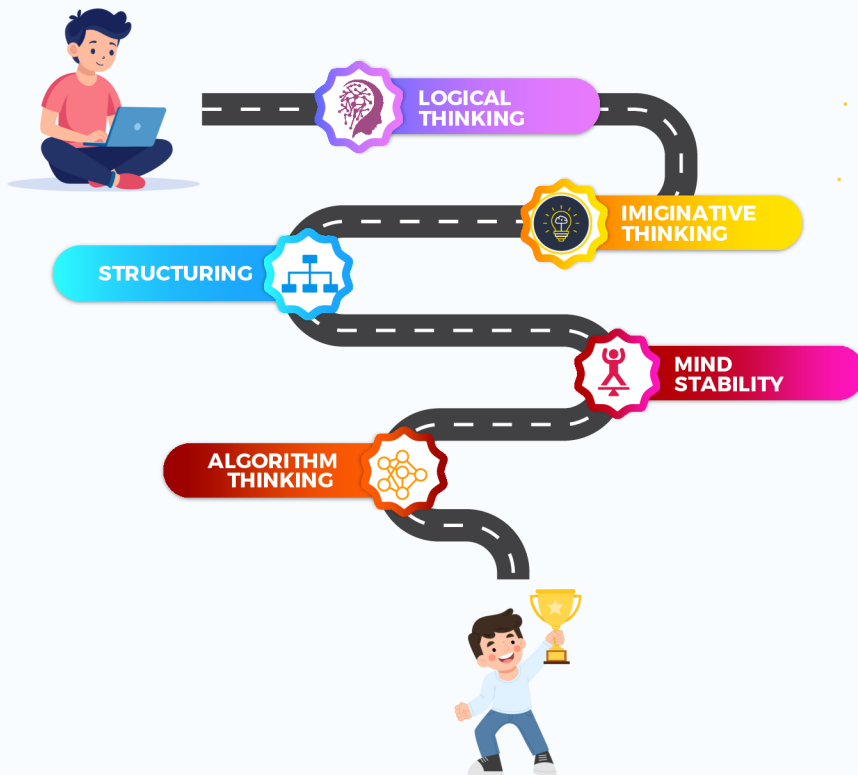 LOGICAL
THINKING
IMIGINATIVE
THINKING
STRUCTURING
MIND
STABILITY
ALGORITHM
THINKING